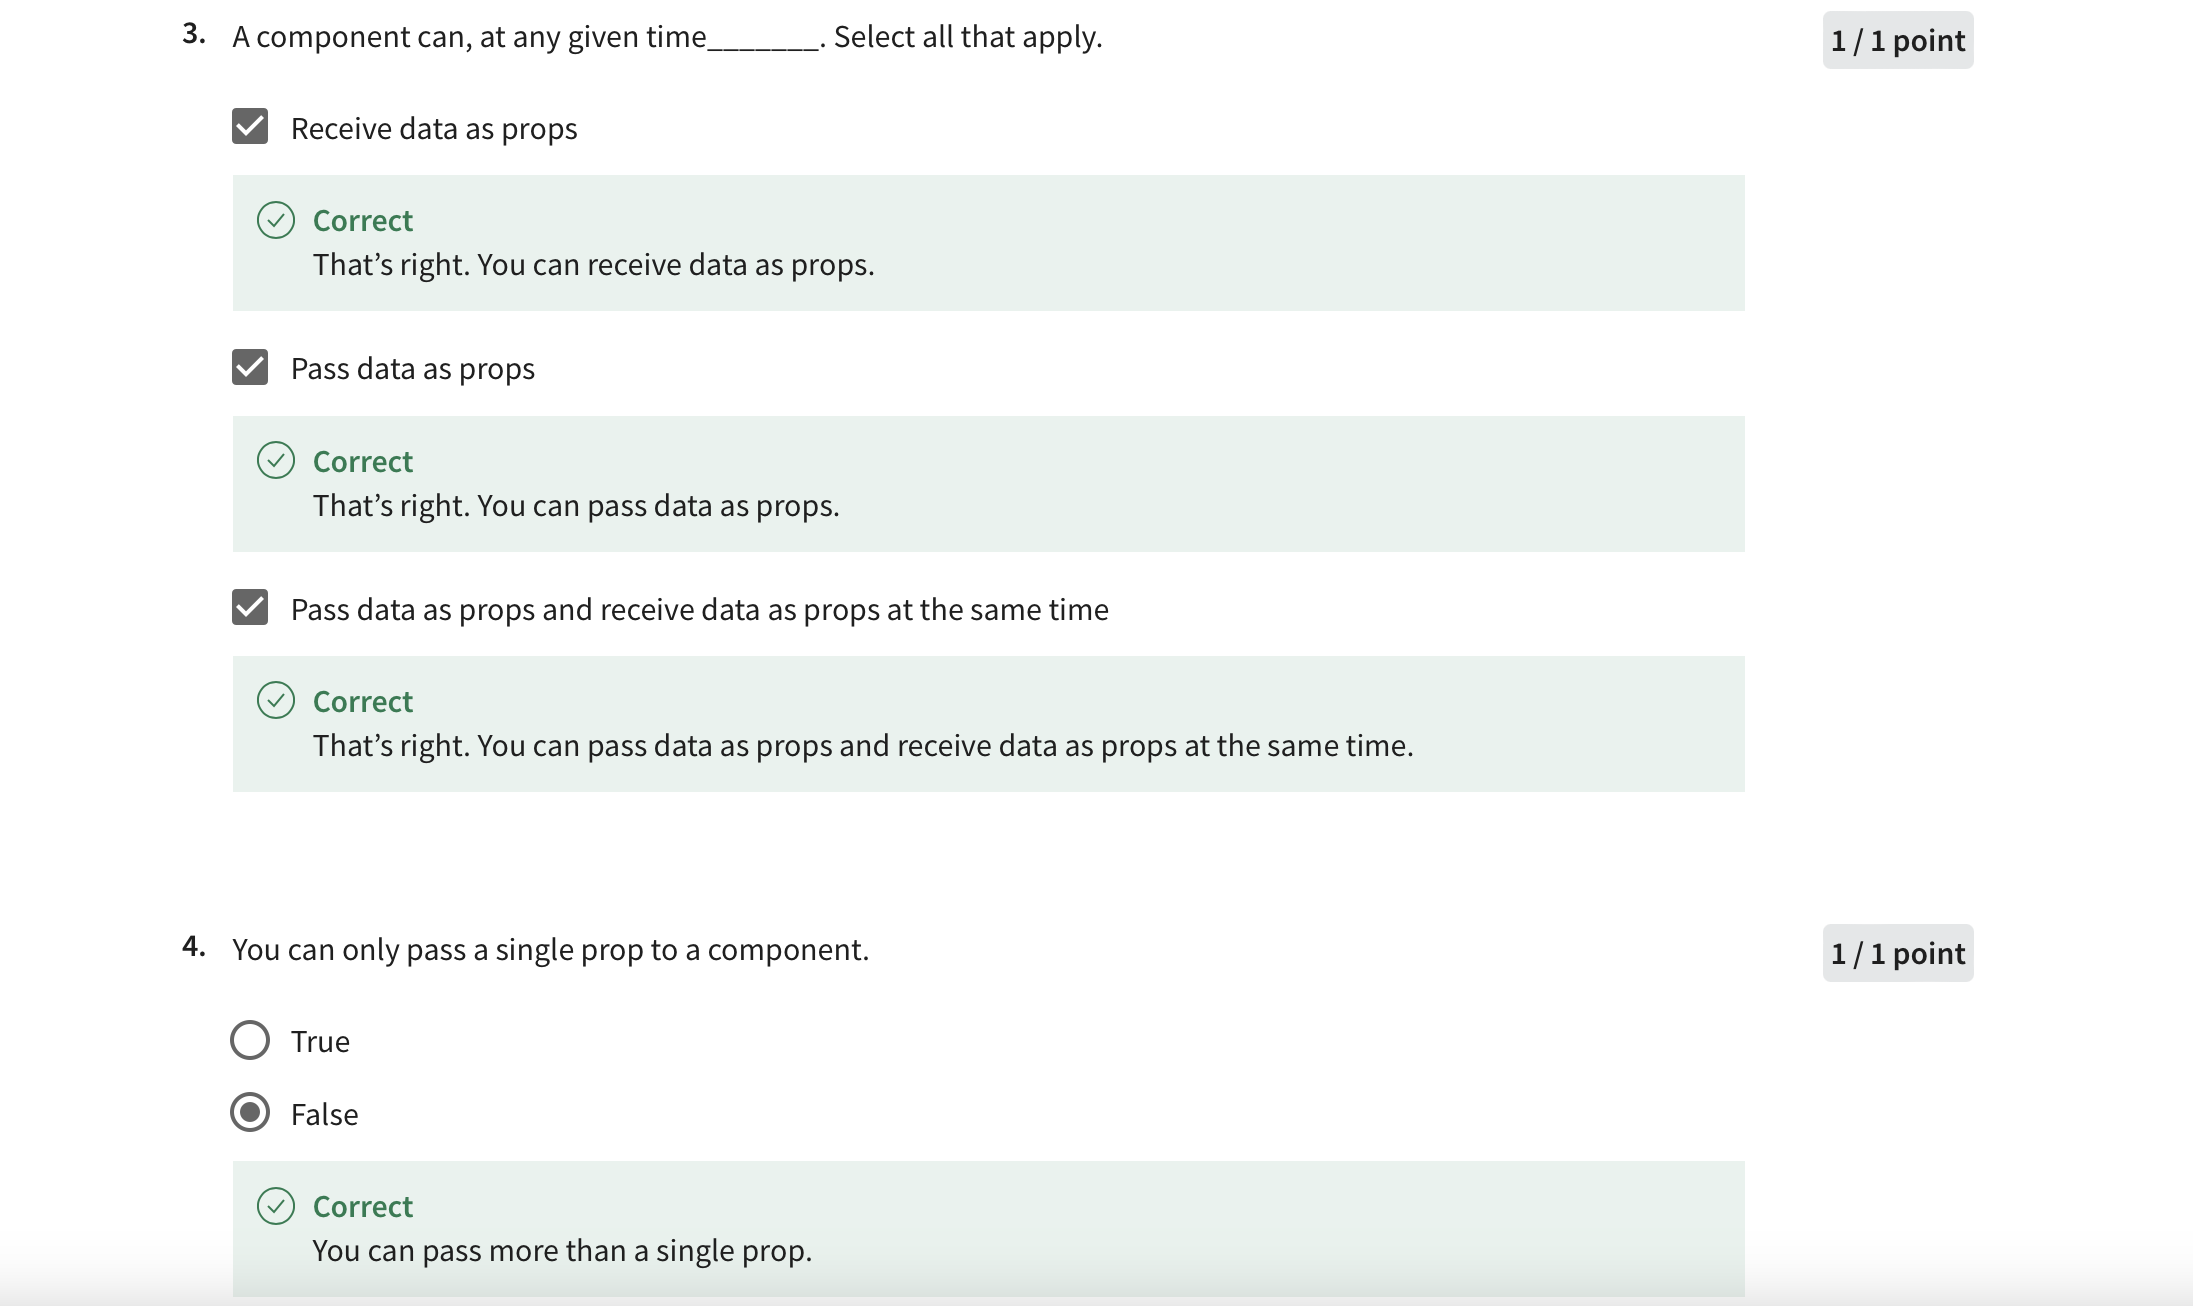 3. A component can, at any given time_______. Select all that apply. 1 / 1 point
Receive data as props
Correct
That’s right. You can receive data as props.
Pass data as props
Correct
That’s right. You can pass data as props.
Pass data as props and receive data as props at the same time
Correct
That’s right. You can pass data as props and receive data as props at the same time.
4. You can only pass a single prop to a component. 1 / 1 point
True
False
Correct
You can pass more than a single prop.